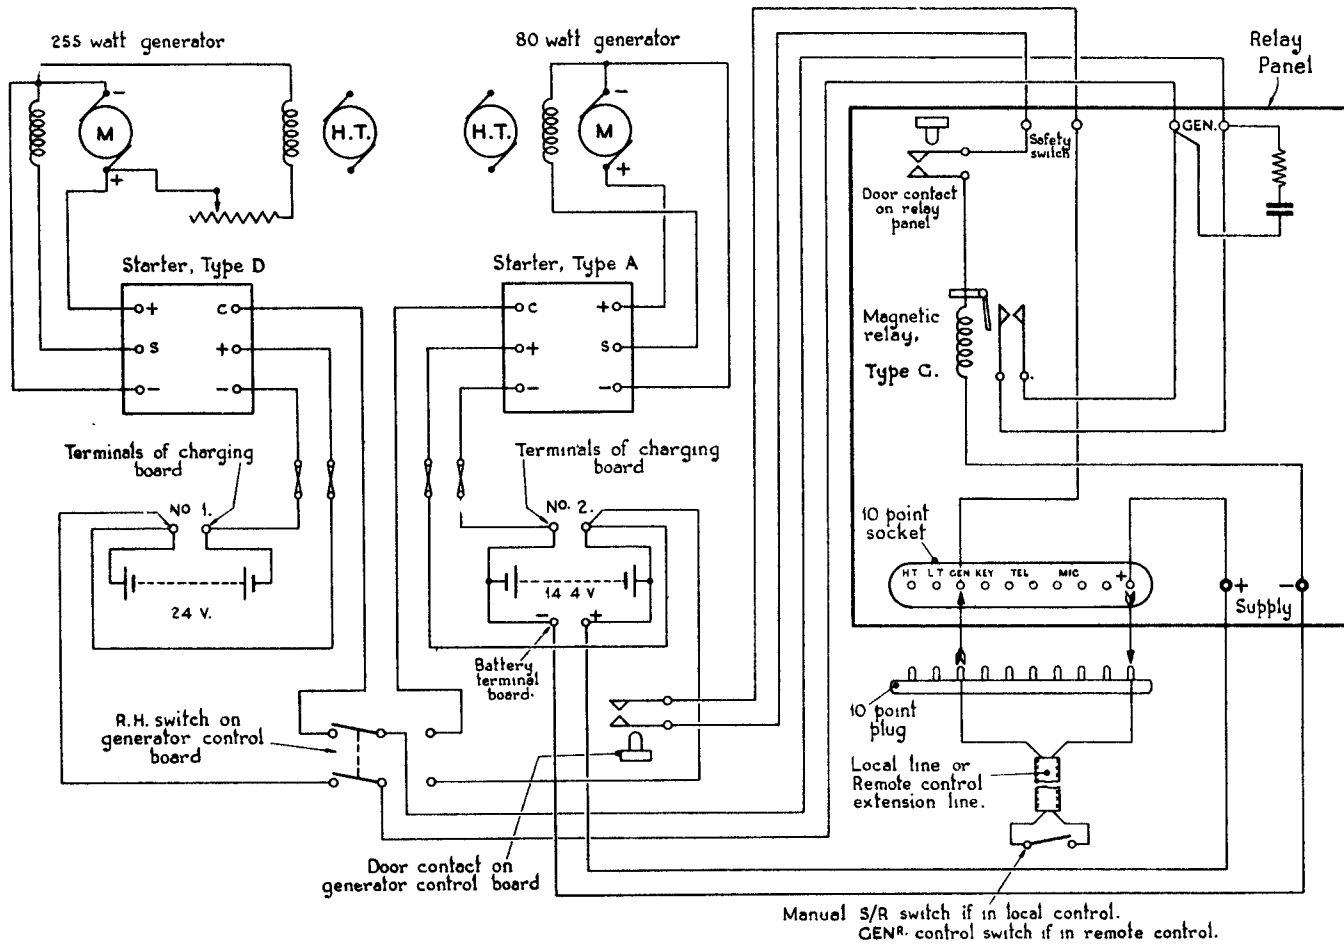 255 watt generator
80 watt generator
Relay
Panel
M
H.T.
H.T.
M
-
+
-
+
GEN.
Safety
switch
Door contact
on relay
panel
Starter, Type D
Starter, Type A
+ C
S +
- -
C +
+ S
- -
Magnetic
relay,
Type G.
Terminals of charging
board
Terminals of charging
board
No 1.
No. 2.
24 V.
14 4 V
- +
10 point
socket
HT LT GEN KEY TEL MIC +
+ -
Supply
Battery
terminal
board.
R.H. switch on
generator control
board
10 point
plug
Local line or
Remote control
extension line.
Door contact on
generator control board
Manual S/R switch if in local control.
GENR. control switch if in remote control.